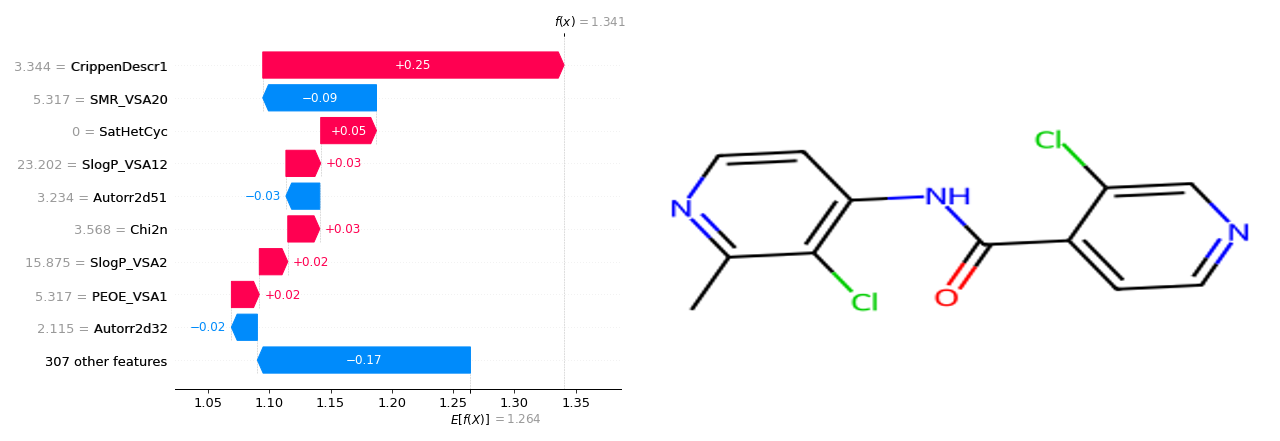 f(x) = 1.341
3.344 = CrippenDescr1
+0.25
5.317 = SMR_VSA20
−0.09
0 = SatHetCyc
+0.05
23.202 = SlogP_VSA12
+0.03
3.234 = Autorr2d51
−0.03
3.568 = Chi2n
+0.03
15.875 = SlogP_VSA2
+0.02
5.317 = PEOE_VSA1
+0.02
2.115 = Autorr2d32
−0.02
307 other features
−0.17
1.05 1.10 1.15 1.20 1.25 1.30 1.35
E[f(X)] = 1.264
Cl
N
NH
N
O
Cl